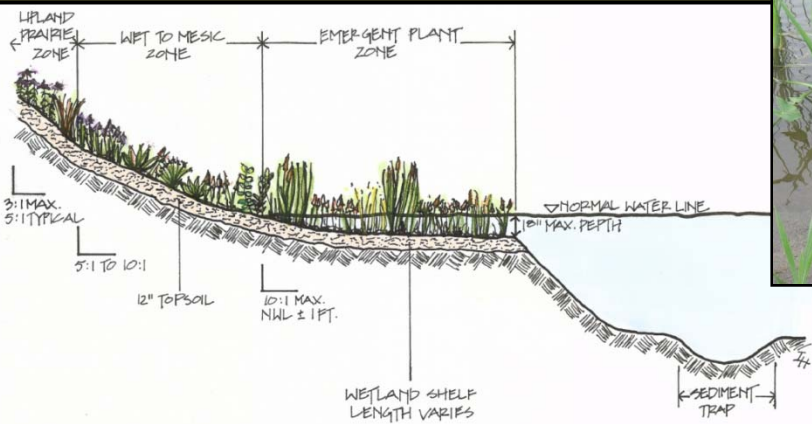 UPLAND
PRAIRIE
ZONE
WET TO MESIC
ZONE
EMERGENT PLANT
ZONE
3:1 MAX.
5:1 TYPICAL
5:1 TO 10:1
12" TOPSOIL
10:1 MAX.
NWL ± 1 FT.
NORMAL WATER LINE
18" MAX. DEPTH
WETLAND SHELF
LENGTH VARIES
SEDIMENT
TRAP